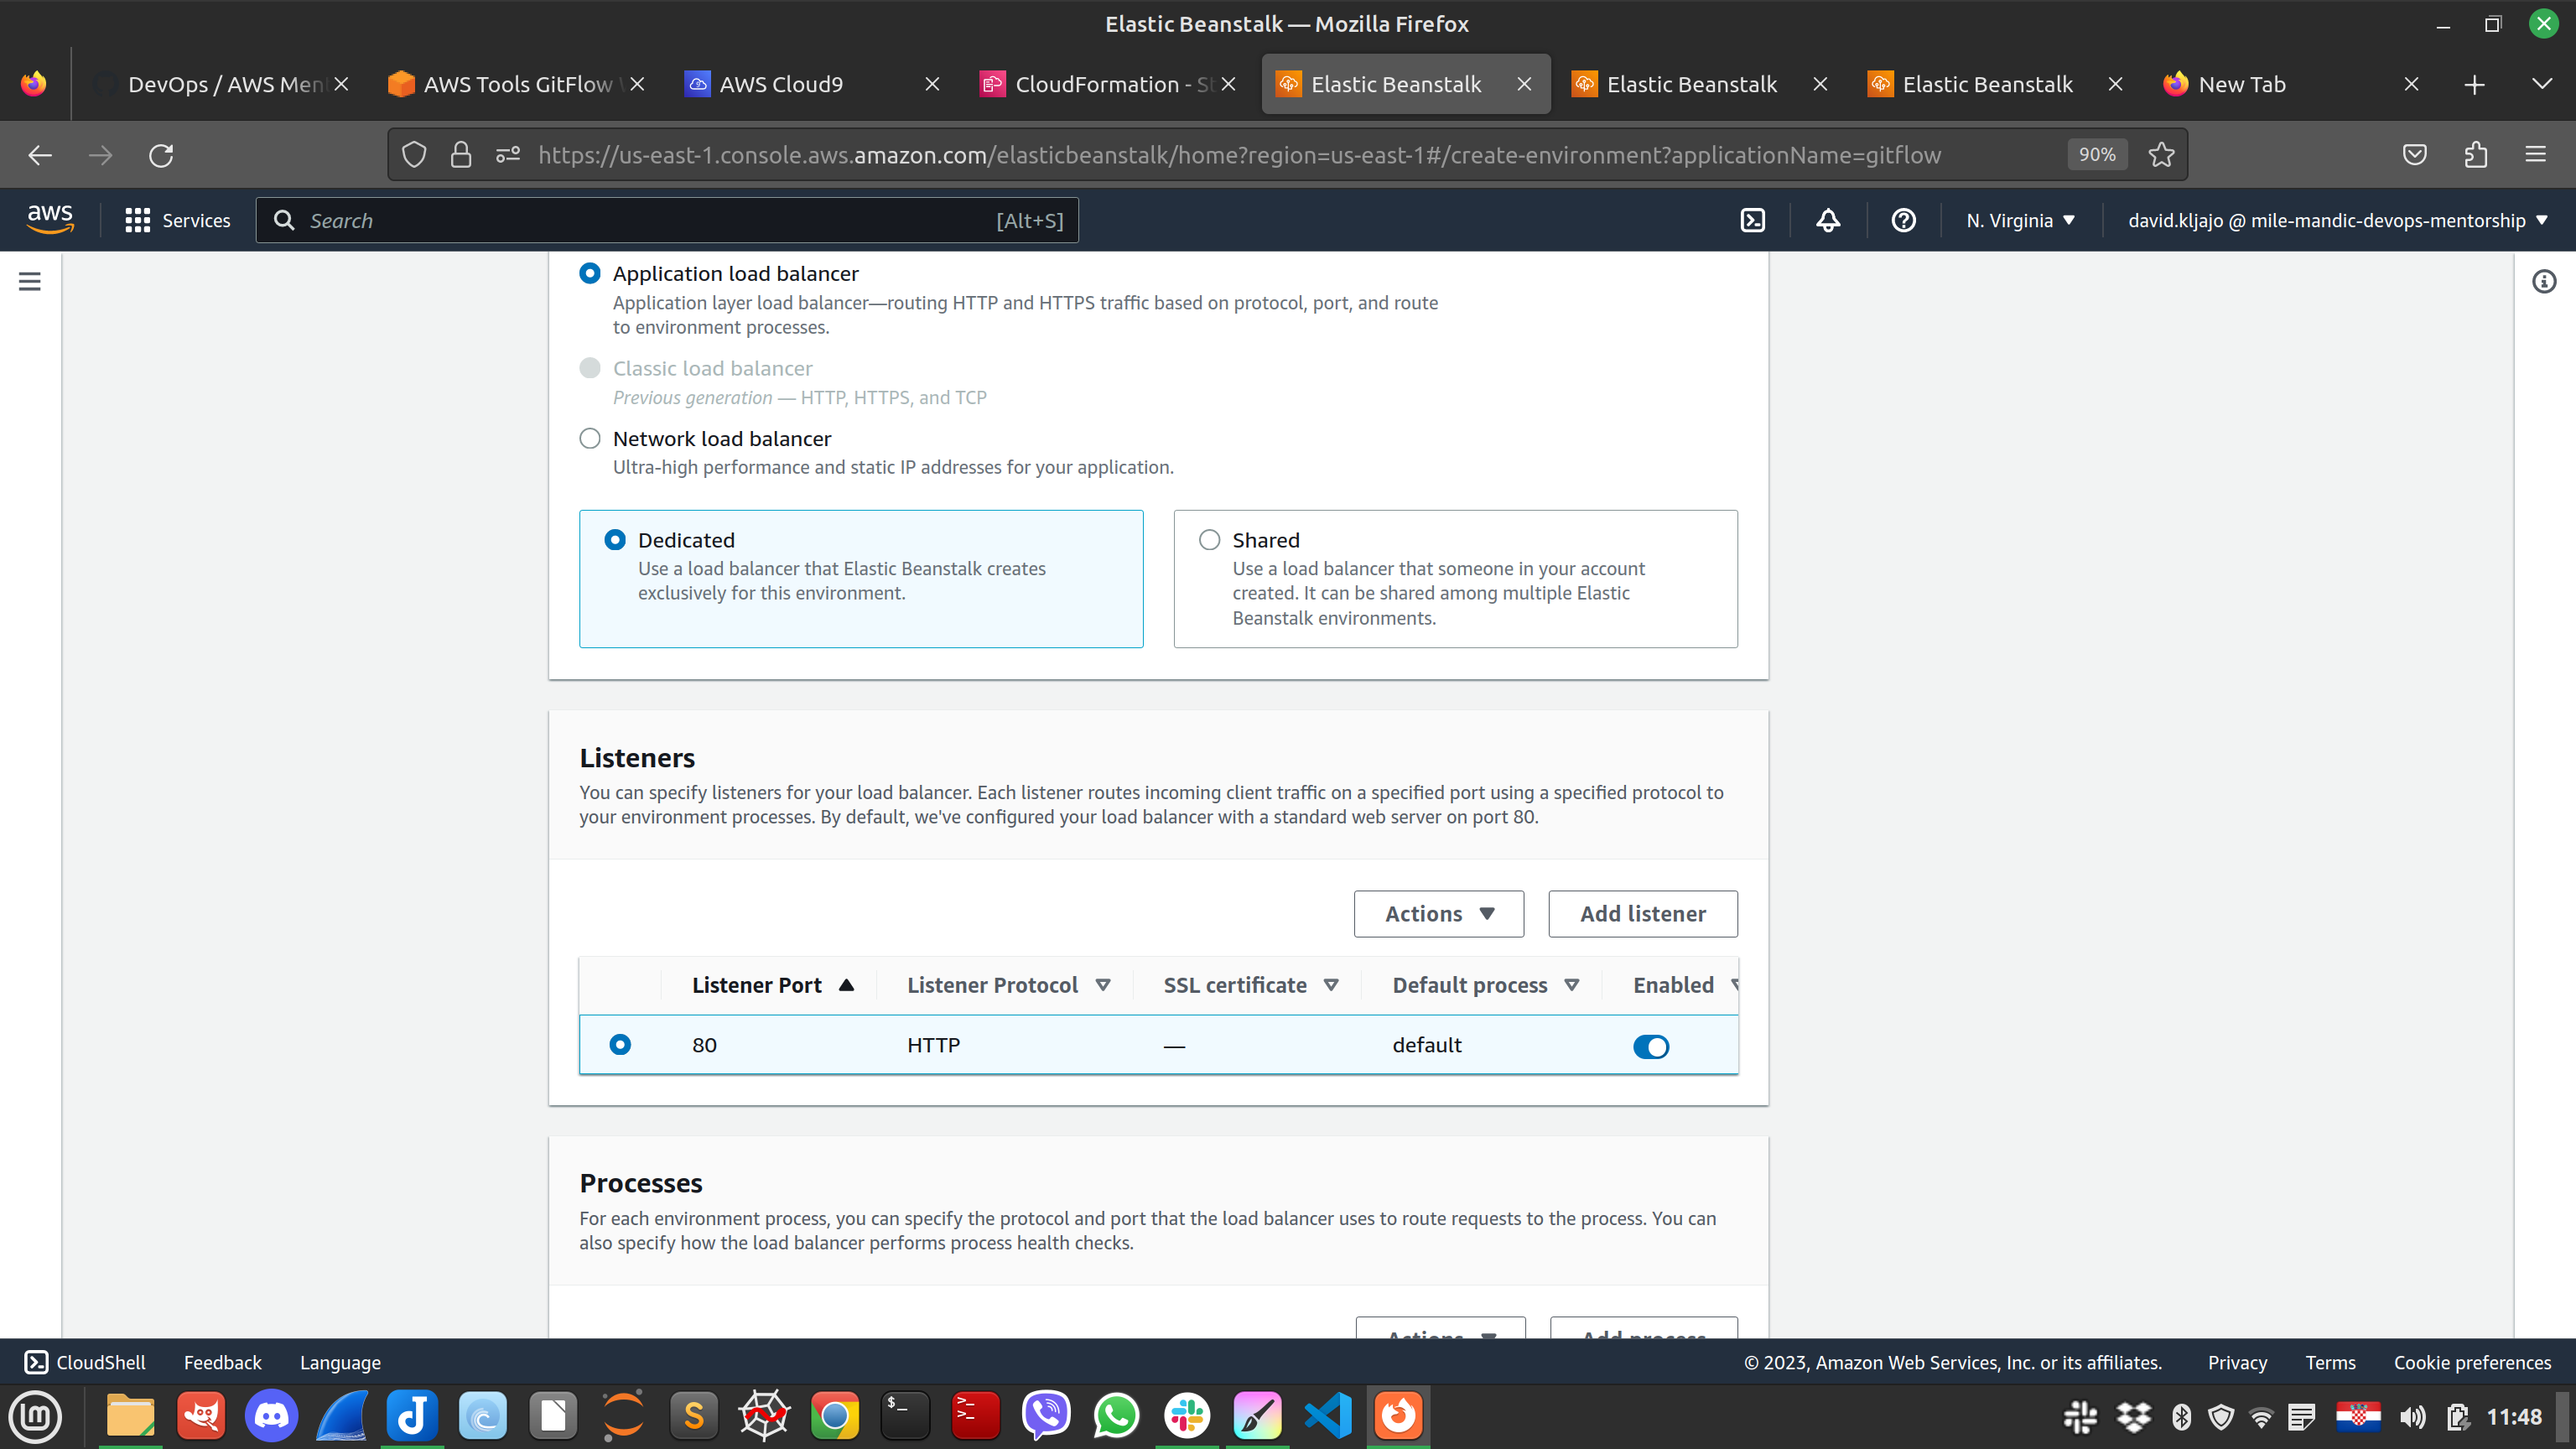 Elastic Beanstalk — Mozilla Firefox
DevOps / AWS Ment
AWS Tools GitFlow
AWS Cloud9
CloudFormation - St
Elastic Beanstalk
Elastic Beanstalk
Elastic Beanstalk
New Tab
https://us-east-1.console.aws.amazon.com/elasticbeanstalk/home?region=us-east-1#/create-environment?applicationName=gitflow
90%
aws
Services
Search
[Alt+S]
N. Virginia
david.kljajo @ mile-mandic-devops-mentorship
Application load balancer
Application layer load balancer—routing HTTP and HTTPS traffic based on protocol, port, and route
to environment processes.
Classic load balancer
Previous generation — HTTP, HTTPS, and TCP
Network load balancer
Ultra-high performance and static IP addresses for your application.
Dedicated
Use a load balancer that Elastic Beanstalk creates
exclusively for this environment.
Shared
Use a load balancer that someone in your account
created. It can be shared among multiple Elastic
Beanstalk environments.
Listeners
You can specify listeners for your load balancer. Each listener routes incoming client traffic on a specified port using a specified protocol to
your environment processes. By default, we've configured your load balancer with a standard web server on port 80.
Actions
Add listener
Listener Port
Listener Protocol
SSL certificate
Default process
Enabled
80
HTTP
—
default
Processes
For each environment process, you can specify the protocol and port that the load balancer uses to route requests to the process. You can
also specify how the load balancer performs process health checks.
Actions
Add process
CloudShell
Feedback
Language
© 2023, Amazon Web Services, Inc. or its affiliates.
Privacy
Terms
Cookie preferences
11:48